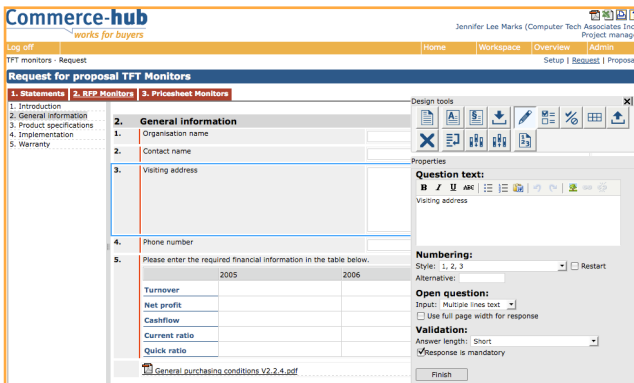 Commerce-hub
works for buyers
Jennifer Lee Marks (Computer Tech Associates Inc
Project manag
Log off
Home Workspace Overview Admin
TFT monitors - Request
Setup | Request | Proposa
Request for proposal TFT Monitors
1. Statements 2. RFP Monitors 3. Pricesheet Monitors
1. Introduction
2. General information
3. Product specifications
4. Implementation
5. Warranty
2. General information
1. Organisation name
2. Contact name
3. Visiting address
4. Phone number
5. Please enter the required financial information in the table below.
2005 2006
Turnover
Net profit
Cashflow
Current ratio
Quick ratio
General purchasing conditions V2.2.4.pdf
Design tools
Properties
Question text:
B I U ABC
Visiting address
Numbering:
Style: 1, 2, 3 Restart
Alternative:
Open question:
Input: Multiple lines text
Use full page width for response
Validation:
Answer length: Short
Response is mandatory
Finish